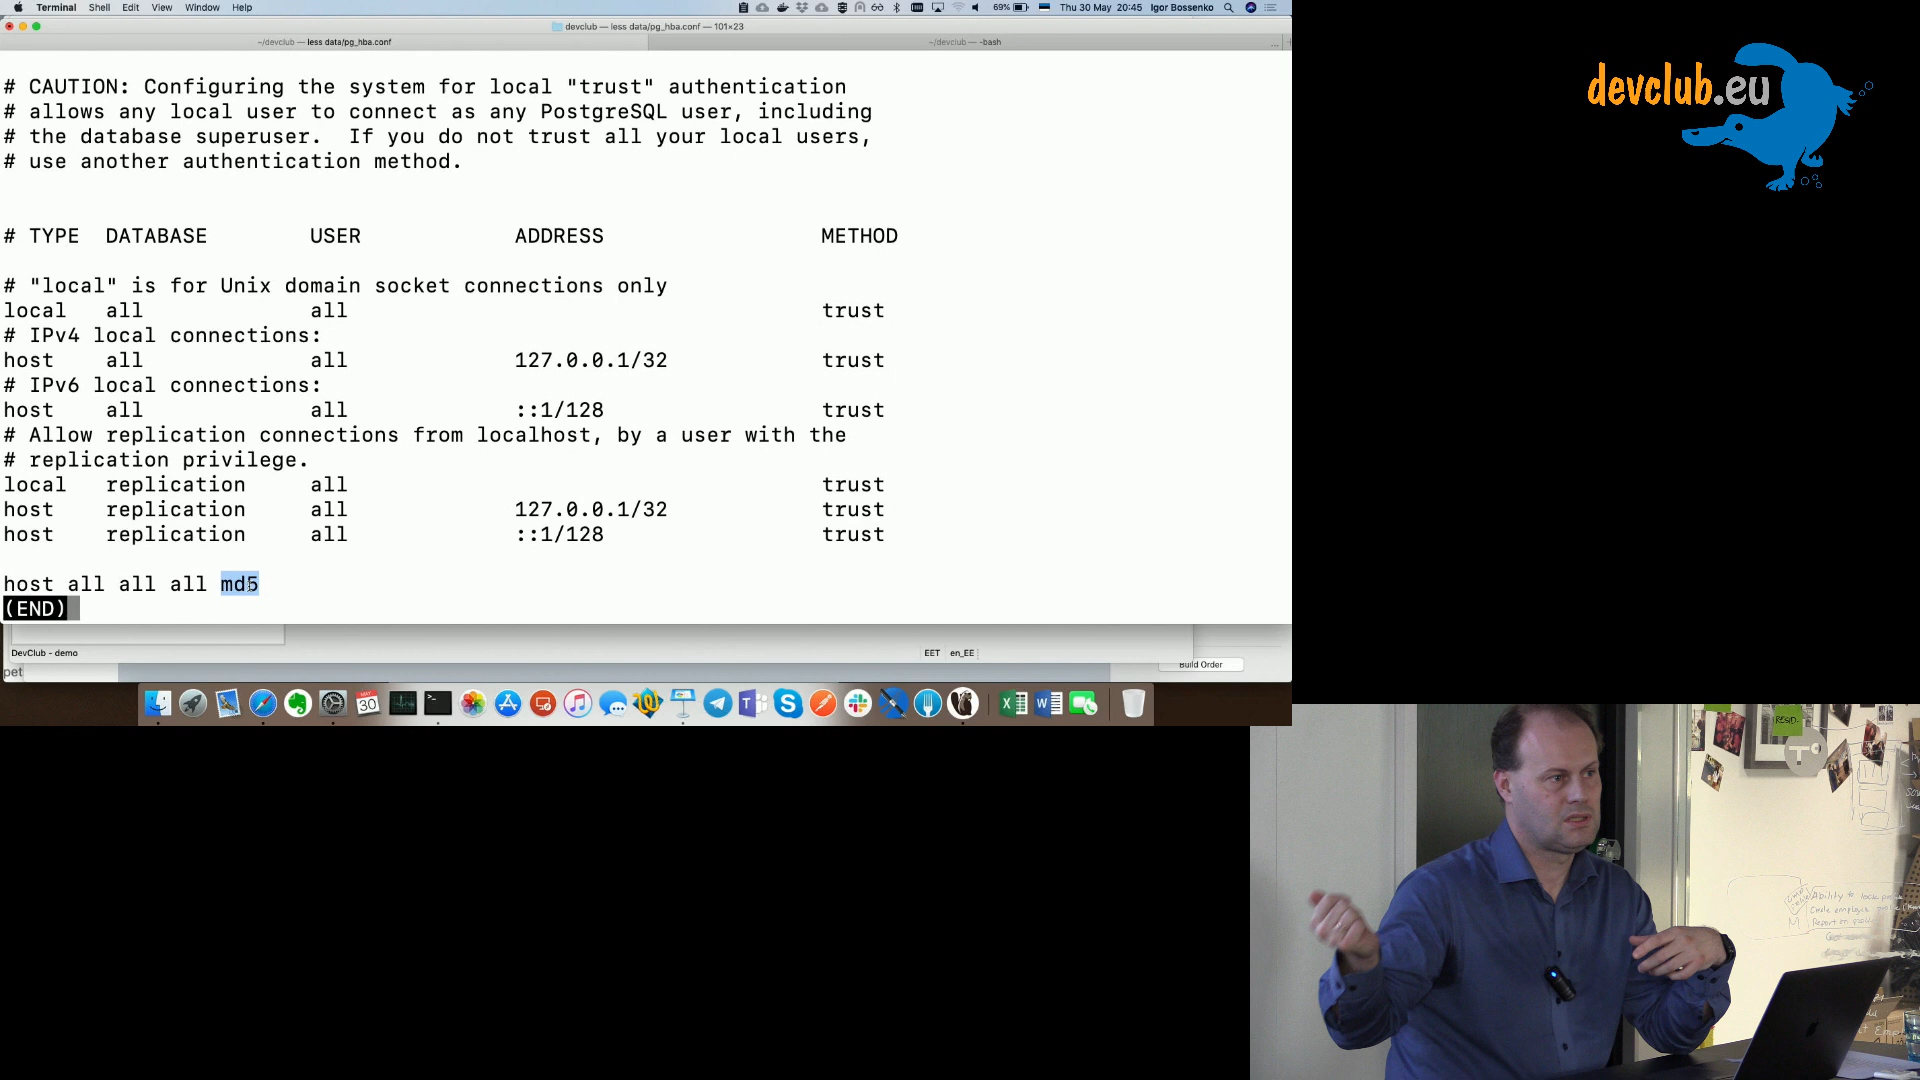 Terminal Shell Edit View Window Help 69% Thu 30 May 20:45 Igor Bossenko
devclub — less data/pg_hba.conf — 101×23
~/devclub — less data/pg_hba.conf ~/devclub — -bash
# CAUTION: Configuring the system for local "trust" authentication
# allows any local user to connect as any PostgreSQL user, including
# the database superuser.  If you do not trust all your local users,
# use another authentication method.
# TYPE  DATABASE        USER            ADDRESS                 METHOD
# "local" is for Unix domain socket connections only
local   all             all                                     trust
# IPv4 local connections:
host    all             all             127.0.0.1/32            trust
# IPv6 local connections:
host    all             all             ::1/128                 trust
# Allow replication connections from localhost, by a user with the
# replication privilege.
local   replication     all                                     trust
host    replication     all             127.0.0.1/32            trust
host    replication     all             ::1/128                 trust
host all all all md5
(END)
DevClub - demo EET en_EE
pet Build Order
MAY
30
devclub.eu
RESID.
Ability
Report